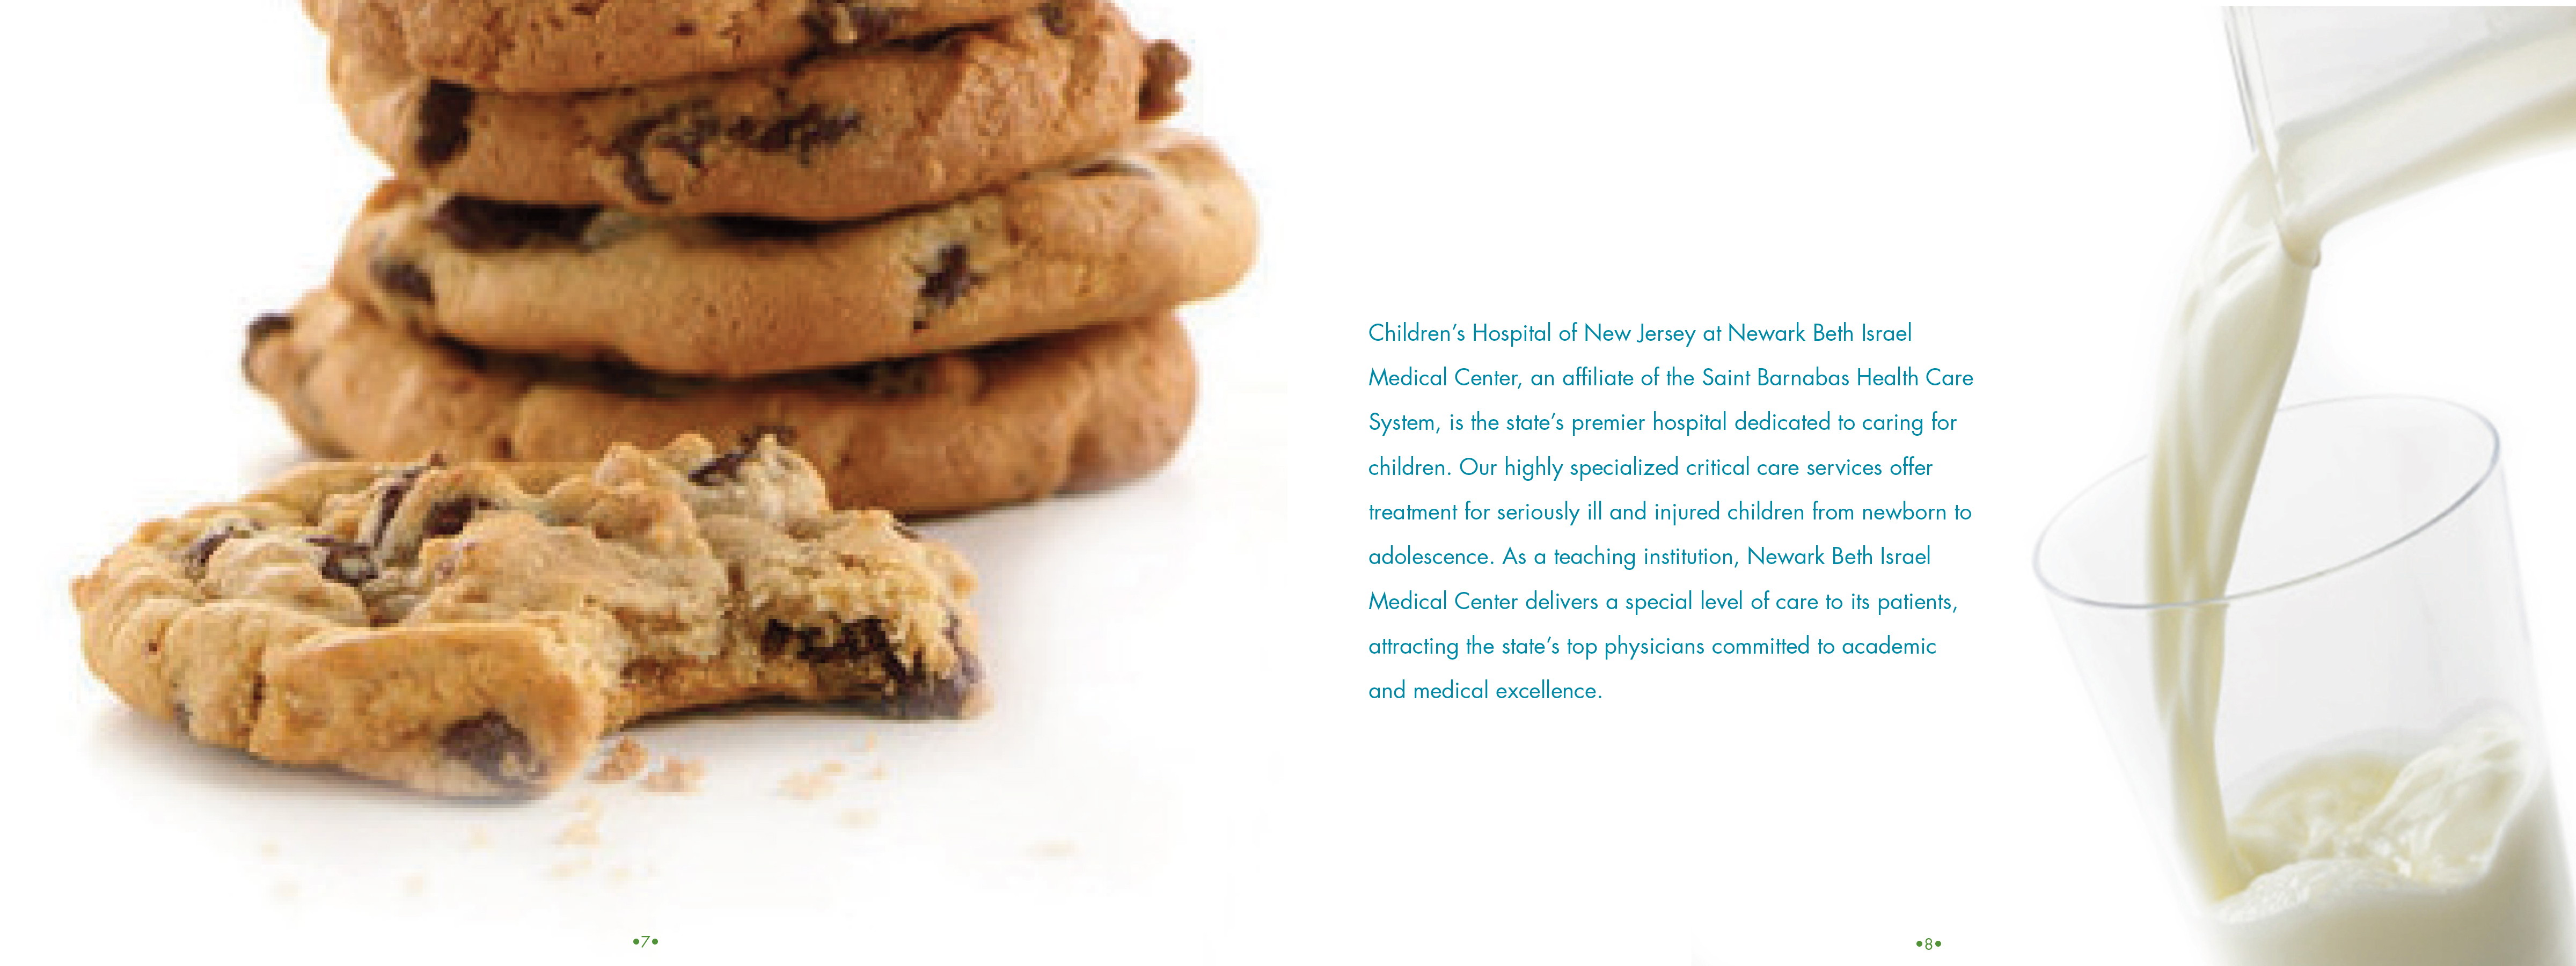 Children's Hospital of New Jersey at Newark Beth Israel
Medical Center, an affiliate of the Saint Barnabas Health Care
System, is the state's premier hospital dedicated to caring for
children. Our highly specialized critical care services offer
treatment for seriously ill and injured children from newborn to
adolescence. As a teaching institution, Newark Beth Israel
Medical Center delivers a special level of care to its patients,
attracting the state's top physicians committed to academic
and medical excellence.
•7•
•8•